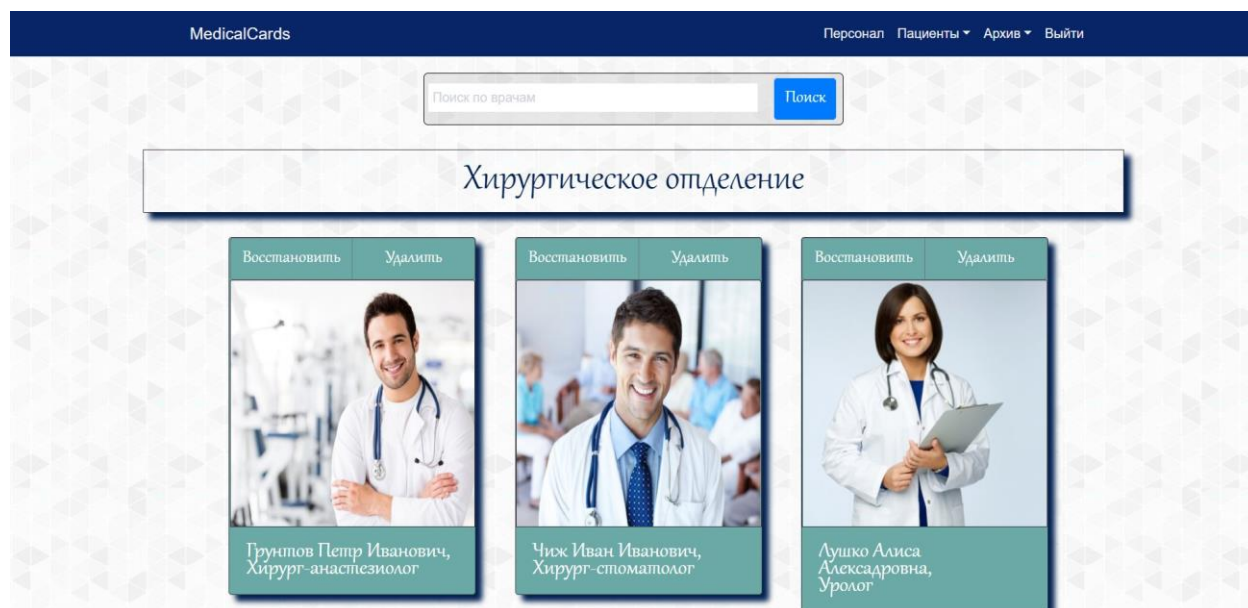 MedicalCards Персонал Пациенты Архив Выйти
Поиск по врачам Поиск
Хирургическое отделение
Восстановить Удалить Восстановить Удалить Восстановить Удалить
Грунтов Петр Иванович,
Хирург-анастезиолог
Чиж Иван Иванович,
Хирург-стоматолог
Лушко Алиса
Алексадровна,
Уролог